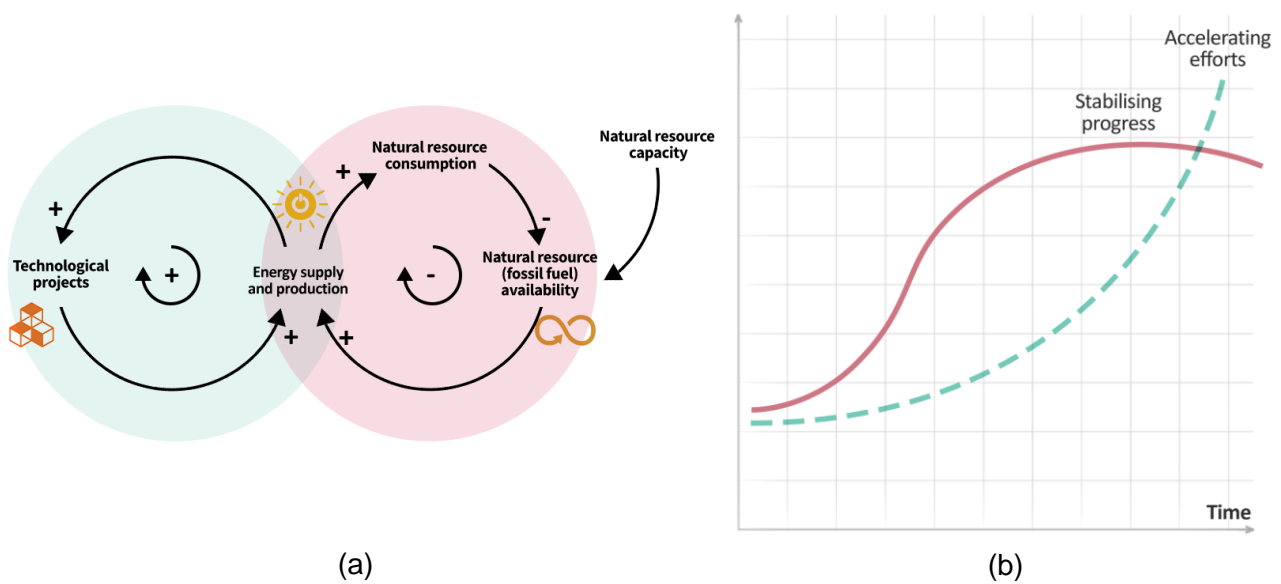 Natural resource
consumption
+
-
Natural resource
capacity
+
Technological
projects
+
Energy supply
and production
-
Natural resource
(fossil fuel)
availability
+
+
(a)
Accelerating
efforts
Stabilising
progress
Time
(b)